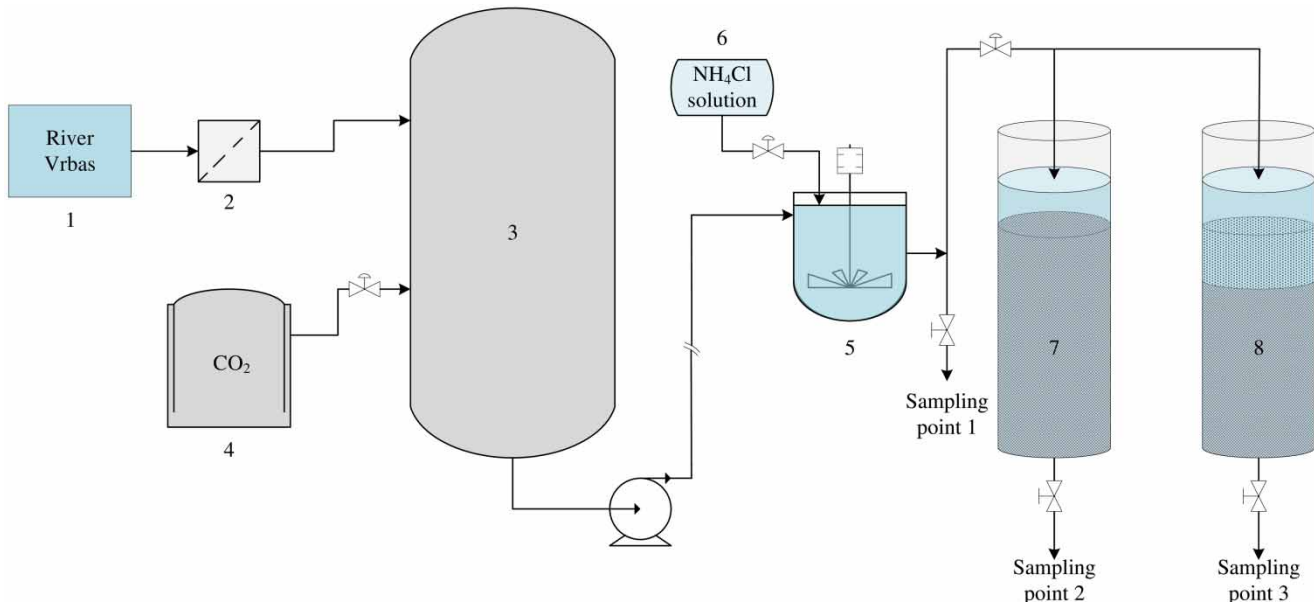 River
Vrbas
1
2
3
CO₂
4
6
NH₄Cl
solution
5
Sampling
point 1
7
8
Sampling
point 2
Sampling
point 3